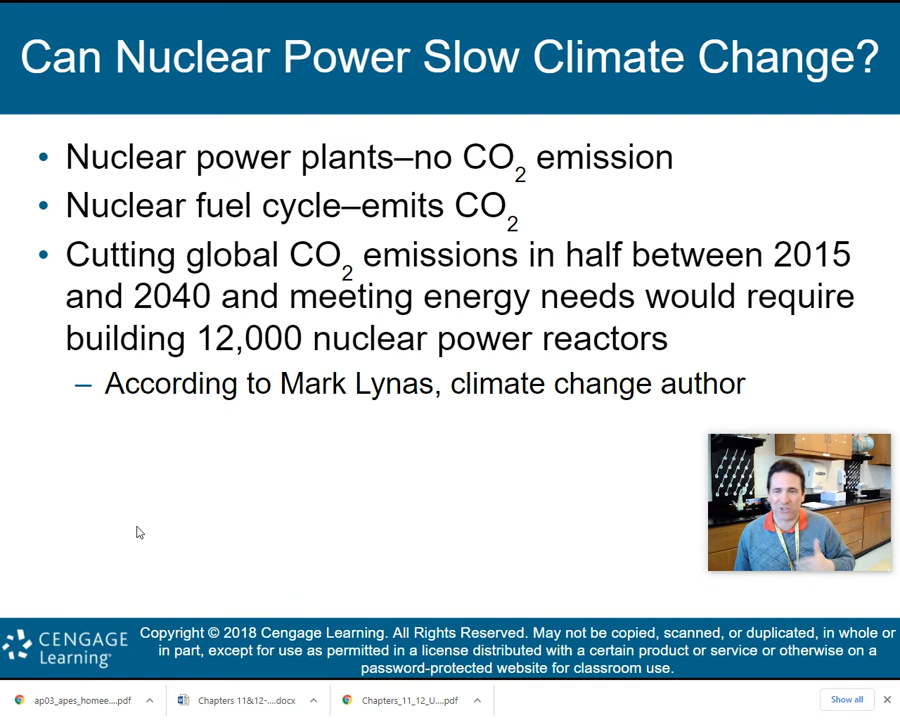 Can Nuclear Power Slow Climate Change?
• Nuclear power plants–no CO2 emission
• Nuclear fuel cycle–emits CO2
• Cutting global CO2 emissions in half between 2015
and 2040 and meeting energy needs would require
building 12,000 nuclear power reactors
– According to Mark Lynas, climate change author
CENGAGE
Learning®
Copyright © 2018 Cengage Learning. All Rights Reserved. May not be copied, scanned, or duplicated, in whole or
in part, except for use as permitted in a license distributed with a certain product or service or otherwise on a
password-protected website for classroom use.
ap03_apes_homee....pdf
Chapters 11&12-....docx
Chapters_11_12_U....pdf
Show all